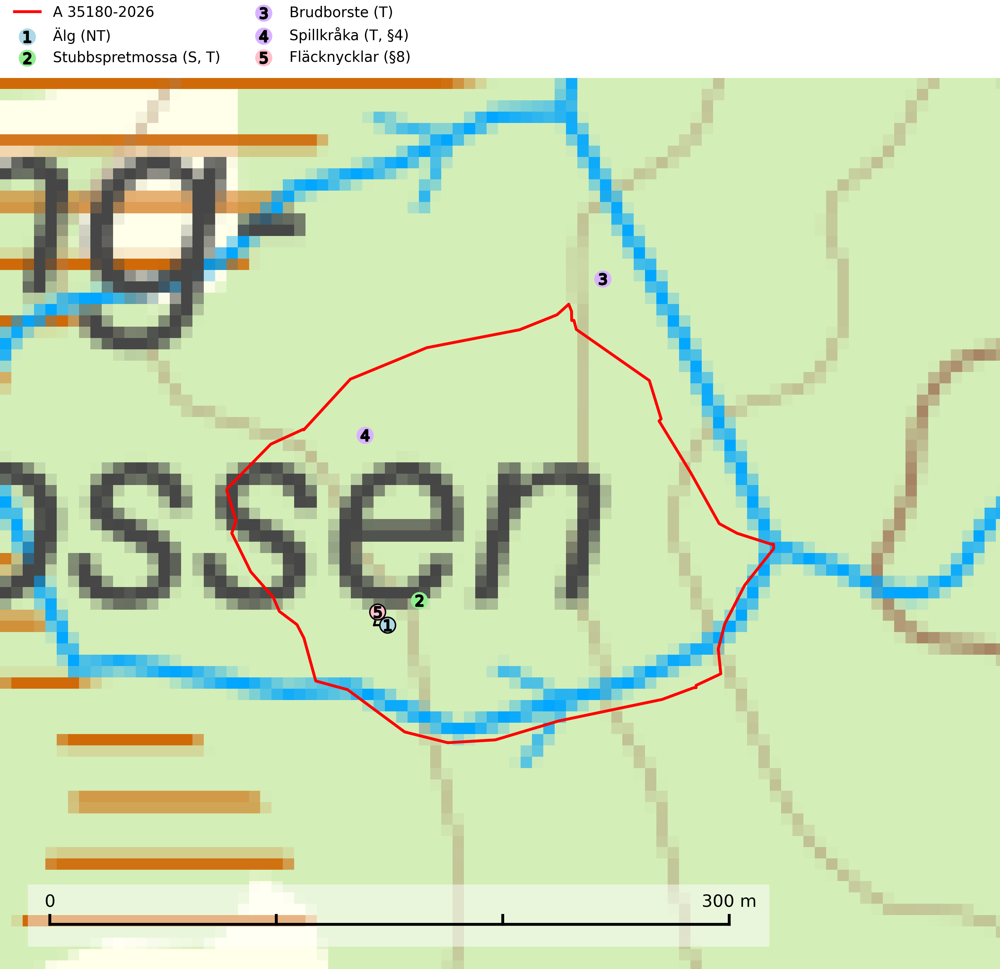 A 35180-2026
1 Älg (NT)
2 Stubbspretmossa (S, T)
3 Brudborste (T)
4 Spillkråka (T, §4)
5 Fläcknycklar (§8)
3
4
ssen
2
5
1
0 300 m